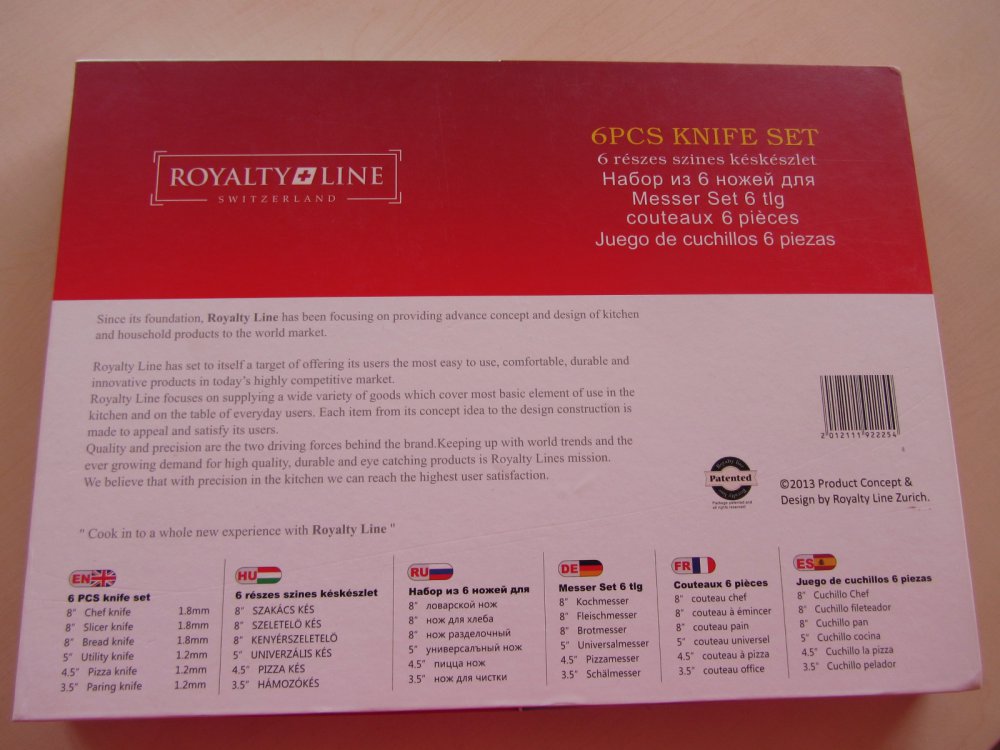 ROYALTY LINE
SWITZERLAND
6PCS KNIFE SET
6 részes szines késkészlet
Набор из 6 ножей для
Messer Set 6 tlg
couteaux 6 pièces
Juego de cuchillos 6 piezas
Since its foundation, Royalty Line has been focusing on providing advance concept and design of kitchen
and household products to the world market.
Royalty Line has set to itself a target of offering its users the most easy to use, comfortable, durable and
innovative products in today's highly competitive market.
Royalty Line focuses on supplying a wide variety of goods which cover most basic element of use in the
kitchen and on the table of everyday users. Each item from its concept idea to the design construction is
made to appeal and satisfy its users.
Quality and precision are the two driving forces behind the brand.Keeping up with world trends and the
ever growing demand for high quality, durable and eye catching products is Royalty Lines mission.
We believe that with precision in the kitchen we can reach the highest user satisfaction.
" Cook in to a whole new experience with Royalty Line "
2012111922254
Royalty line
Patented
Package patented and
all rights reserved.
©2013 Product Concept &
Design by Royalty Line Zurich.
EN
6 PCS knife set
8" Chef knife 1.8mm
8" Slicer knife 1.8mm
8" Bread knife 1.8mm
5" Utility knife 1.2mm
4.5" Pizza knife 1.2mm
3.5" Paring knife 1.2mm
HU
6 részes szines késkészlet
8" SZAKÁCS KÉS
8" SZELETELŐ KÉS
8" KENYÉRSZELETELŐ
5" UNIVERZÁLIS KÉS
4.5" PIZZA KÉS
3.5" HÁMOZÓKÉS
RU
Набор из 6 ножей для
8" ловарской нож
8" нож для хлеба
8" нож разделочный
5" универсалъный нож
4.5" пицца нож
3.5" нож для чистки
DE
Messer Set 6 tlg
8" Kochmesser
8" Fleischmesser
8" Brotmesser
5" Universalmesser
4.5" Pizzamesser
3.5" Schälmesser
FR
Couteaux 6 pièces
8" couteau chef
8" couteau à émincer
8" couteau pain
5" couteau universel
4.5" couteau à pizza
3.5" couteau office
ES
Juego de cuchillos 6 piezas
8" Cuchillo Chef
8" Cuchillo fileteador
8" Cuchillo pan
5" Cuchillo cocina
4.5" Cuchillo la pizza
3.5" Cuchillo pelador